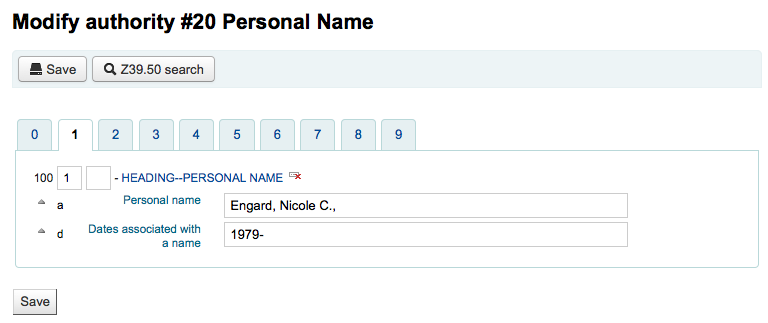 Modify authority #20 Personal Name
Save Z39.50 search
0 1 2 3 4 5 6 7 8 9
100 1 - HEADING--PERSONAL NAME
a Personal name Engard, Nicole C.,
d Dates associated with a name 1979-
Save